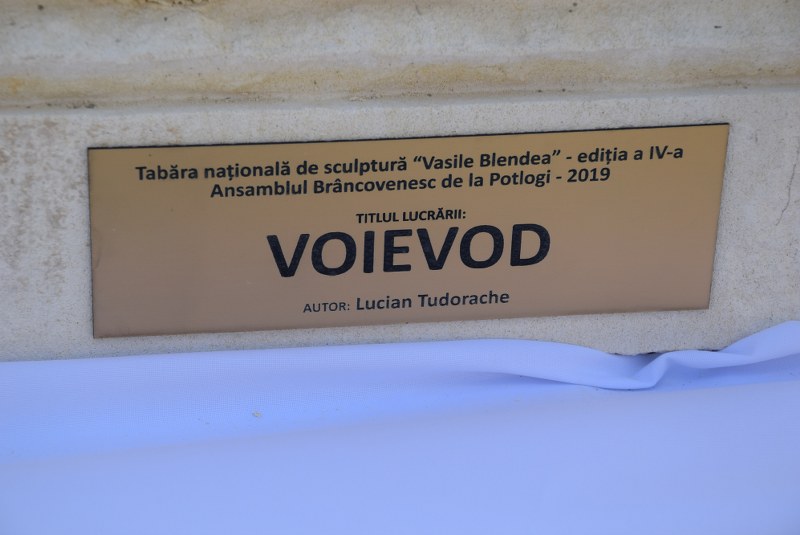 Tabăra națională de sculptură “Vasile Blendea” - ediția a IV-a
Ansamblul Brâncovenesc de la Potlogi - 2019
TITLUL LUCRĂRII:
VOIEVOD
AUTOR: Lucian Tudorache